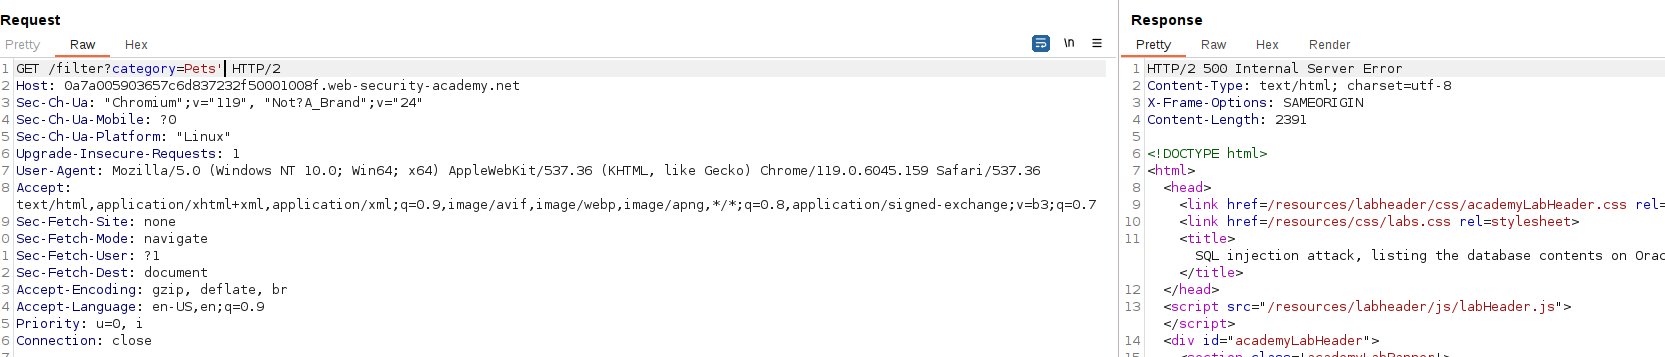 Request
Pretty Raw Hex \n
1 GET /filter?category=Pets' HTTP/2
2 Host: 0a7a005903657c6d837232f50001008f.web-security-academy.net
3 Sec-Ch-Ua: "Chromium";v="119", "Not?A_Brand";v="24"
4 Sec-Ch-Ua-Mobile: ?0
5 Sec-Ch-Ua-Platform: "Linux"
6 Upgrade-Insecure-Requests: 1
7 User-Agent: Mozilla/5.0 (Windows NT 10.0; Win64; x64) AppleWebKit/537.36 (KHTML, like Gecko) Chrome/119.0.6045.159 Safari/537.36
8 Accept:
text/html,application/xhtml+xml,application/xml;q=0.9,image/avif,image/webp,image/apng,*/*;q=0.8,application/signed-exchange;v=b3;q=0.7
9 Sec-Fetch-Site: none
0 Sec-Fetch-Mode: navigate
1 Sec-Fetch-User: ?1
2 Sec-Fetch-Dest: document
3 Accept-Encoding: gzip, deflate, br
4 Accept-Language: en-US,en;q=0.9
5 Priority: u=0, i
6 Connection: close
Response
Pretty Raw Hex Render
1 HTTP/2 500 Internal Server Error
2 Content-Type: text/html; charset=utf-8
3 X-Frame-Options: SAMEORIGIN
4 Content-Length: 2391
5
6 <!DOCTYPE html>
7 <html>
8 <head>
9 <link href=/resources/labheader/css/academyLabHeader.css rel=
10 <link href=/resources/css/labs.css rel=stylesheet>
11 <title>
SQL injection attack, listing the database contents on Orac
</title>
12 </head>
13 <script src="/resources/labheader/js/labHeader.js">
</script>
14 <div id="academyLabHeader">